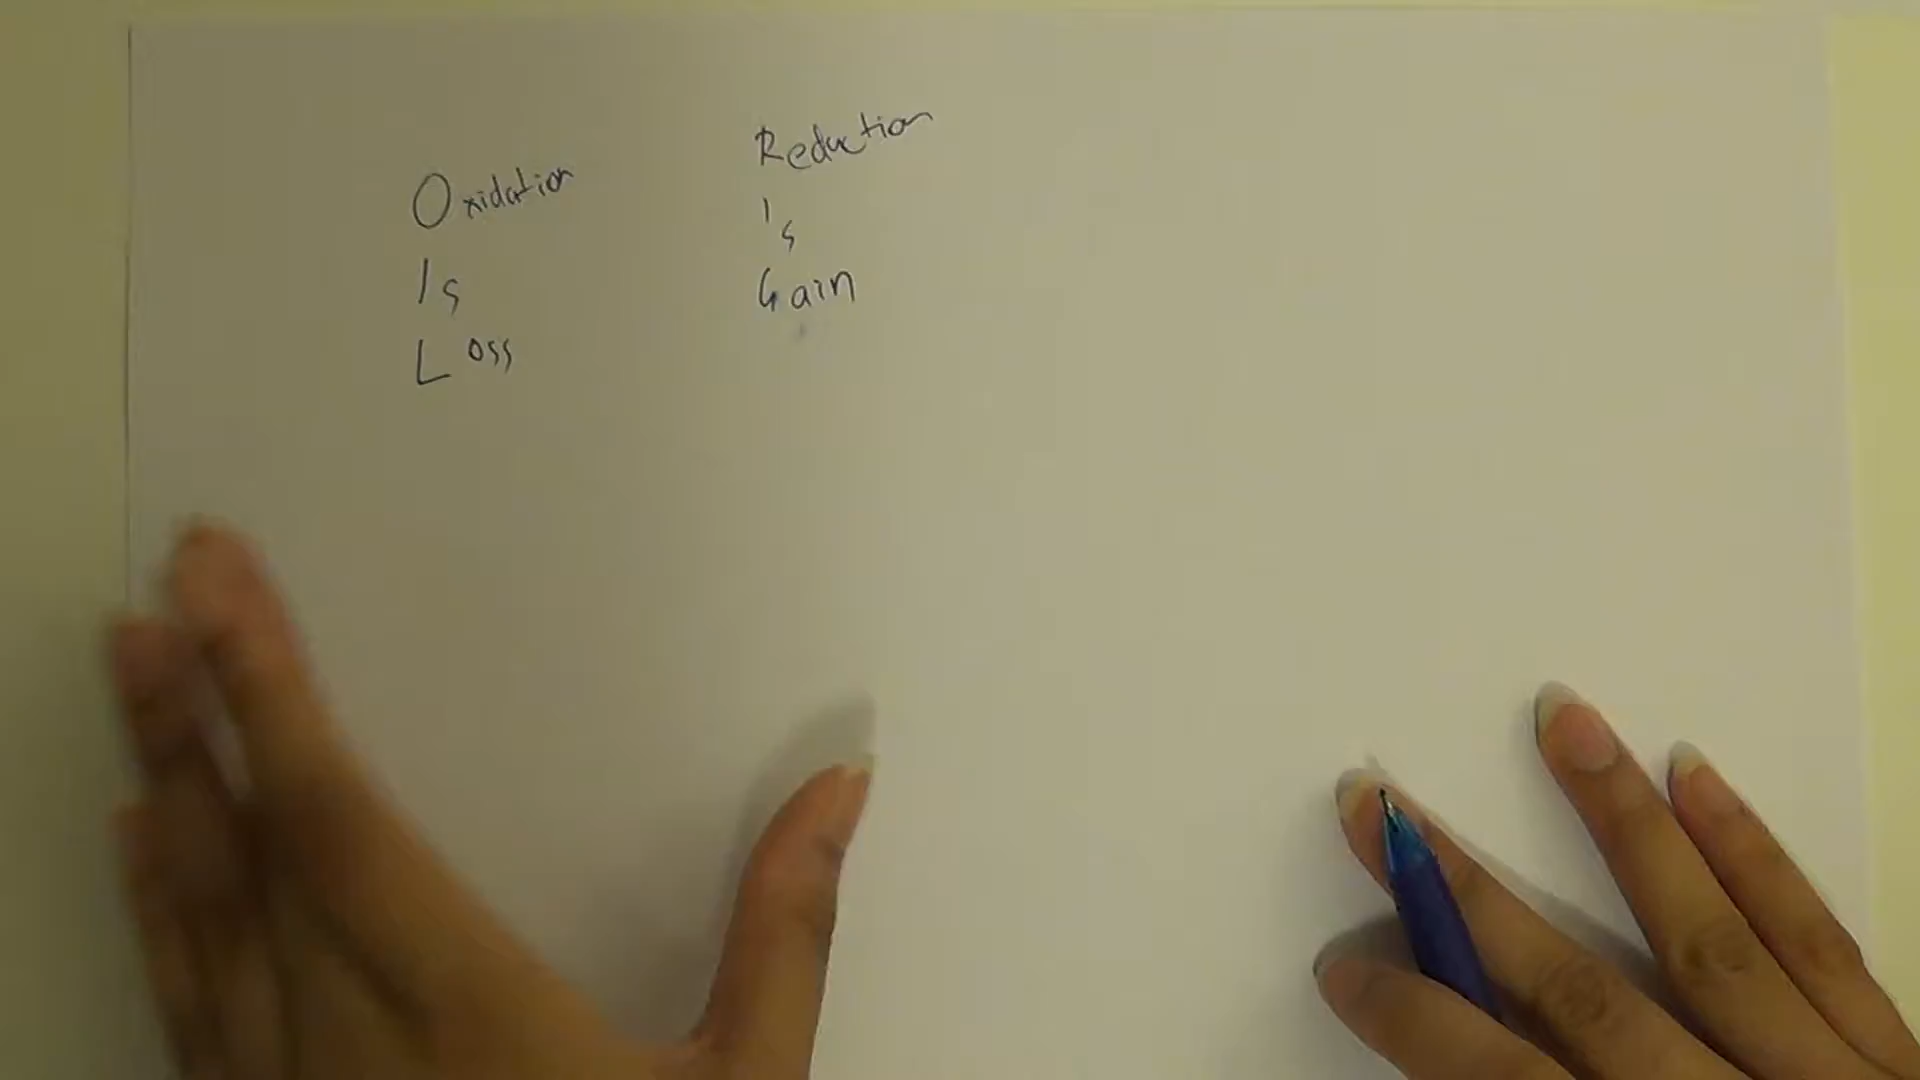 Oxidation
Is
Loss
Reduction
Is
Gain